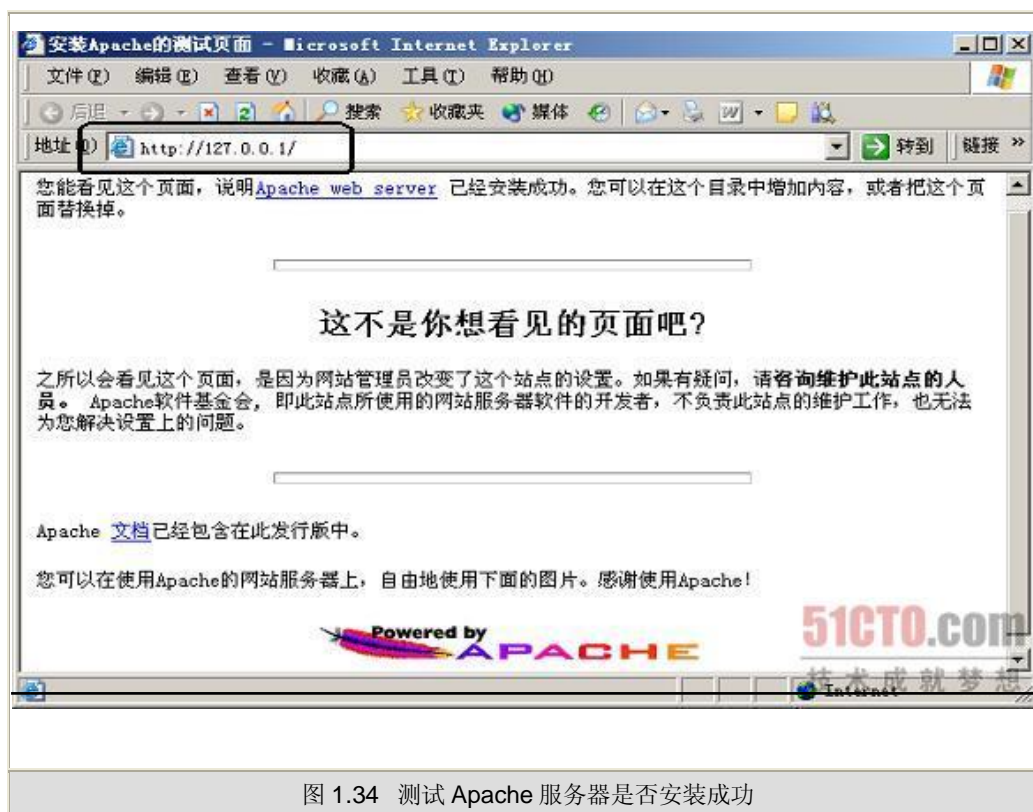 安装Apache的测试页面 - Microsoft Internet Explorer
文件(F) 编辑(E) 查看(V) 收藏(A) 工具(T) 帮助(H)
后退 搜索 收藏夹 媒体
地址(D) http://127.0.0.1/ 转到 链接 »
您能看见这个页面，说明Apache web server 已经安装成功。您可以在这个目录中增加内容，或者把这个页
面替换掉。
这不是你想看见的页面吧?
之所以会看见这个页面，是因为网站管理员改变了这个站点的设置。如果有疑问，请咨询维护此站点的人
员。 Apache软件基金会，即此站点所使用的网站服务器软件的开发者，不负责此站点的维护工作，也无法
为您解决设置上的问题。
Apache 文档已经包含在此发行版中。
您可以在使用Apache的网站服务器上，自由地使用下面的图片。感谢使用Apache!
Powered by
APACHE
51CTO.com
技术成就梦想
Internet
图 1.34 测试 Apache 服务器是否安装成功